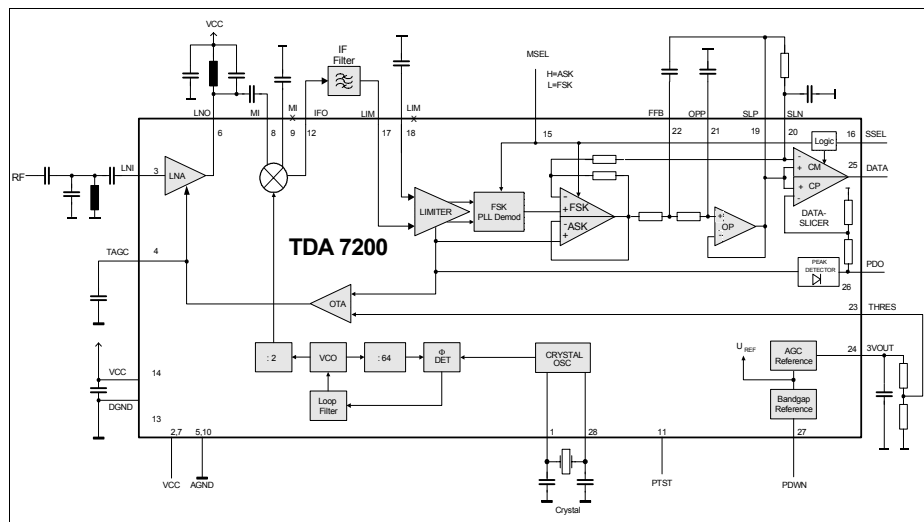 VCC
IF
Filter
MSEL
H=ASK
L=FSK
LNO
MI
MI
X
IFO
LIM
LIM
X
FFB
OPP
SLP
SLN
6
8
9
12
17
18
15
22
21
19
20
16
SSEL
RF
LNI
3
LNA
Logic
25
DATA
LIMITER
FSK
PLL Demod
-
+
FSK
- ASK
+
+
-
OP
-
+
CM
+
CP
-
DATA-
SLICER
TDA 7200
TAGC
4
PEAK
DETECTOR
PDO
26
OTA
23
THRES
: 2
VCO
: 64
Φ
DET
CRYSTAL
OSC
U REF
AGC
Reference
24
3VOUT
Loop
Filter
Bandgap
Reference
VCC
14
DGND
13
2,7
5,10
1
28
11
27
VCC
AGND
Crystal
PTST
PDWN